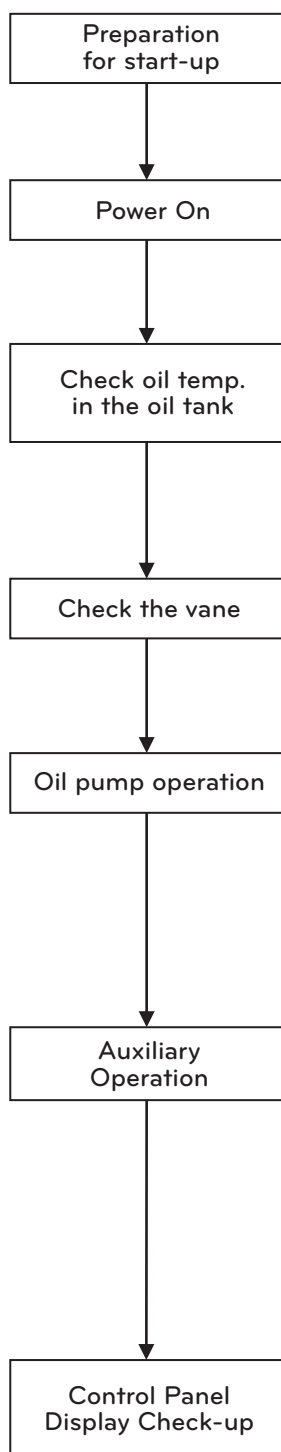 Preparation
for start-up
Power On
Check oil temp.
in the oil tank
Check the vane
Oil pump operation
Auxiliary
Operation
Control Panel
Display Check-up